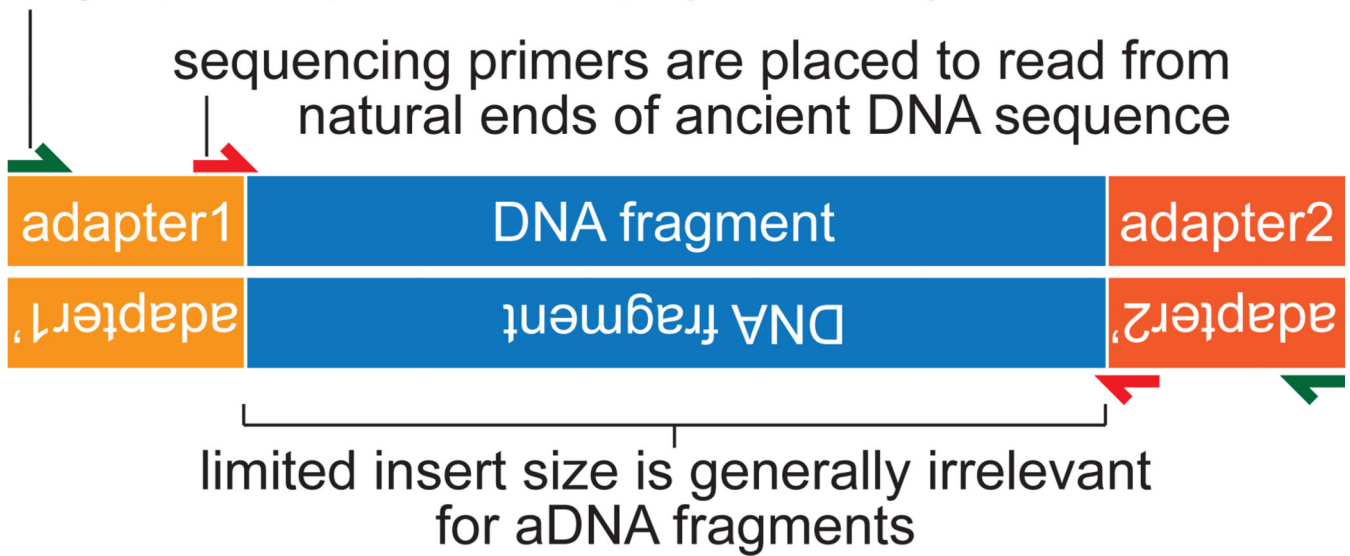 sequencing primers are placed to read from
natural ends of ancient DNA sequence
adapter1 DNA fragment adapter2
adapter1' DNA fragment adapter2'
limited insert size is generally irrelevant
for aDNA fragments